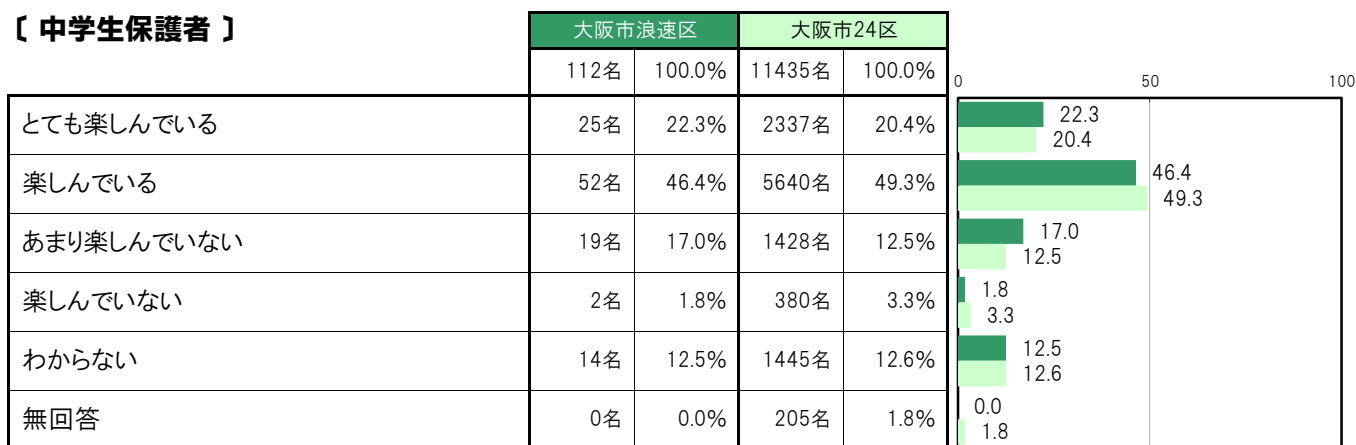 〔 中学生保護者 〕
大阪市浪速区 大阪市24区
112名 100.0% 11435名 100.0%
0 50 100
とても楽しんでいる 25名 22.3% 2337名 20.4% 22.3
20.4
楽しんでいる 52名 46.4% 5640名 49.3% 46.4
49.3
あまり楽しんでいない 19名 17.0% 1428名 12.5% 17.0
12.5
楽しんでいない 2名 1.8% 380名 3.3% 1.8
3.3
わからない 14名 12.5% 1445名 12.6% 12.5
12.6
無回答 0名 0.0% 205名 1.8% 0.0
1.8